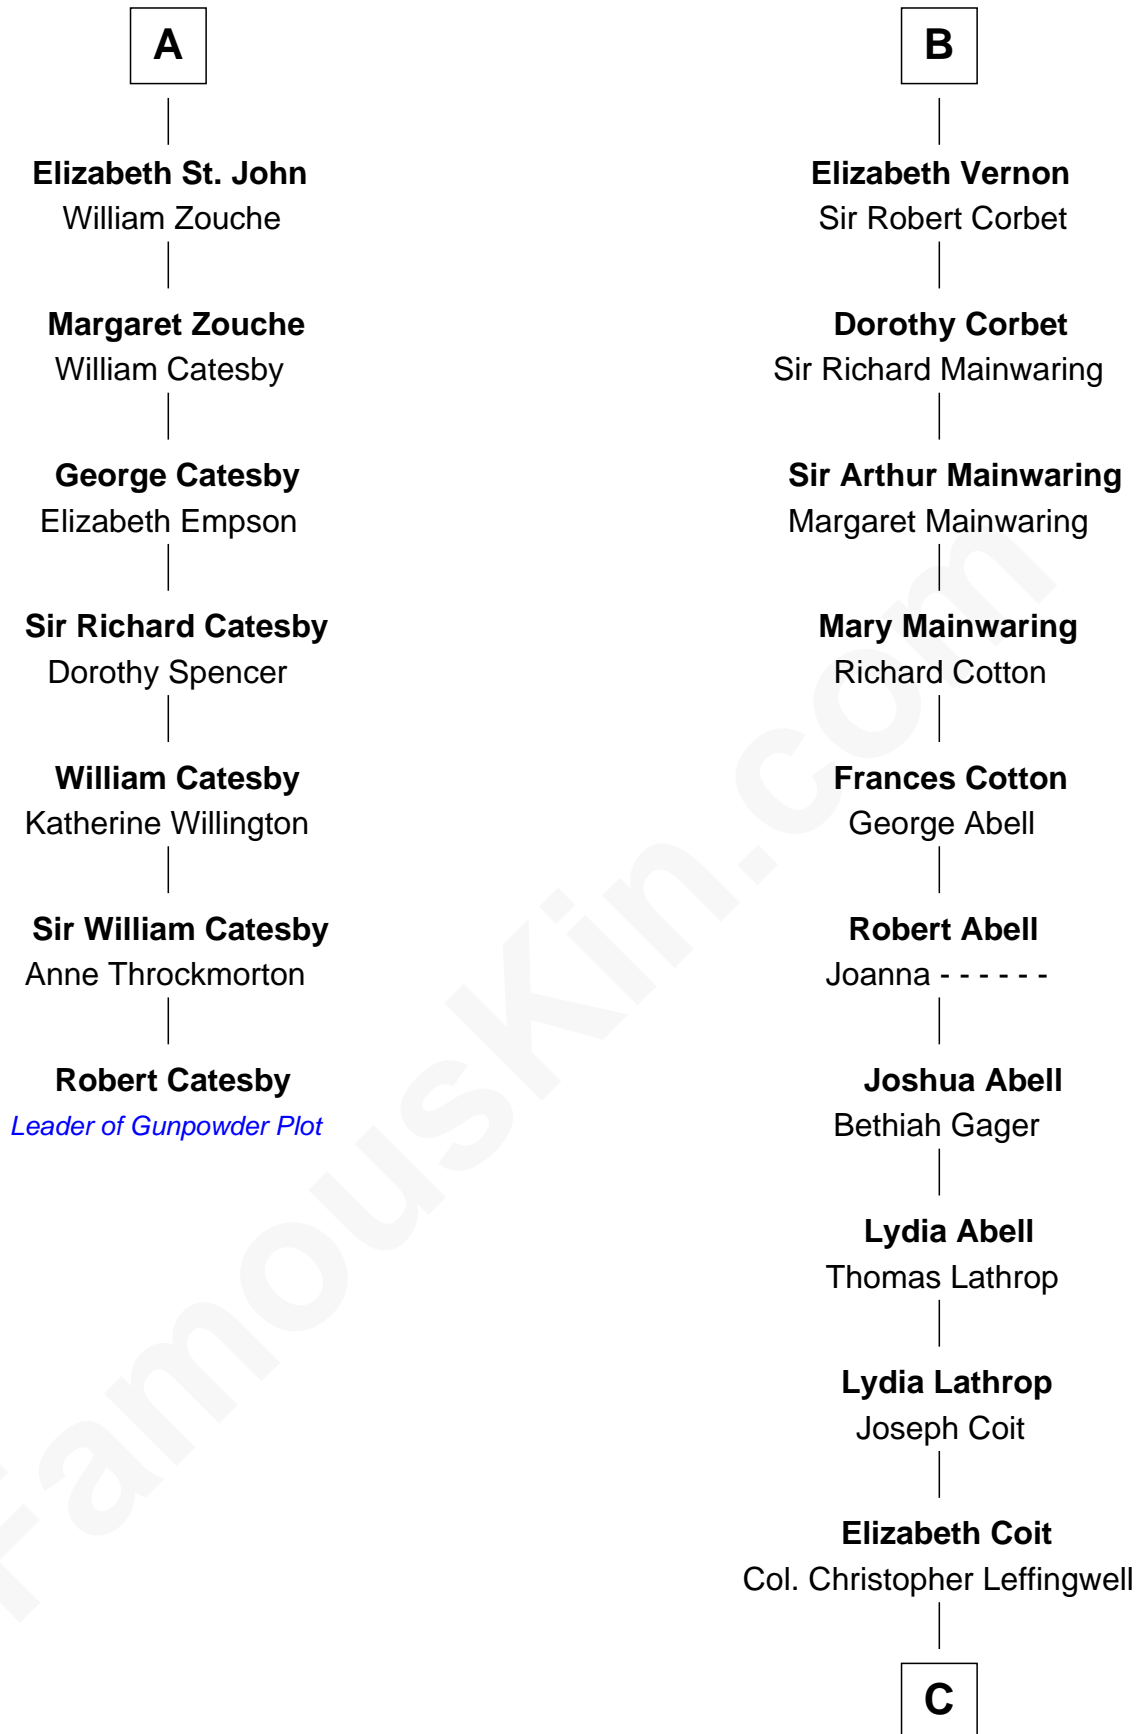 A
Elizabeth St. John
William Zouche
Margaret Zouche
William Catesby
George Catesby
Elizabeth Empson
Sir Richard Catesby
Dorothy Spencer
William Catesby
Katherine Willington
Sir William Catesby
Anne Throckmorton
Robert Catesby
Leader of Gunpowder Plot
B
Elizabeth Vernon
Sir Robert Corbet
Dorothy Corbet
Sir Richard Mainwaring
Sir Arthur Mainwaring
Margaret Mainwaring
Mary Mainwaring
Richard Cotton
Frances Cotton
George Abell
Robert Abell
Joanna - - - - - -
Joshua Abell
Bethiah Gager
Lydia Abell
Thomas Lathrop
Lydia Lathrop
Joseph Coit
Elizabeth Coit
Col. Christopher Leffingwell
C
FamousKin.com